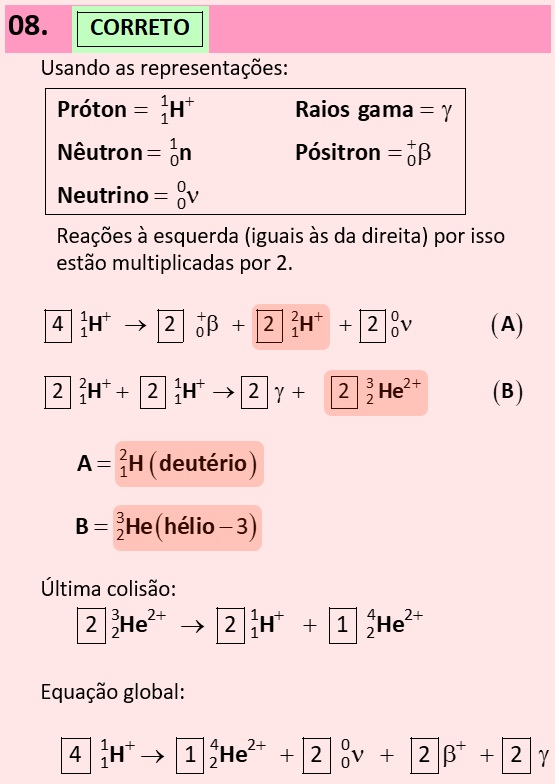 08. CORRETO
Usando as representações:
Próton = ¹₁H⁺ Raios gama = γ
Nêutron = ¹₀n Pósitron = ⁺₀β
Neutrino = ⁰₀ν
Reações à esquerda (iguais às da direita) por isso
estão multiplicadas por 2.
4 ¹₁H⁺ → 2 ⁺₀β + 2 ²₁H⁺ + 2 ⁰₀ν (A)
2 ²₁H⁺ + 2 ¹₁H⁺ → 2 γ + 2 ³₂He²⁺ (B)
A = ²₁H (deutério)
B = ³₂He (hélio – 3)
Última colisão:
2 ³₂He²⁺ → 2 ¹₁H⁺ + 1 ⁴₂He²⁺
Equação global:
4 ¹₁H⁺ → 1 ⁴₂He²⁺ + 2 ⁰₀ν + 2 β⁺ + 2 γ